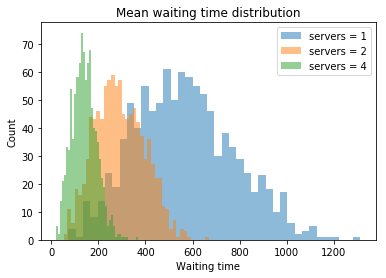 Mean waiting time distribution
servers = 1
servers = 2
servers = 4
Count
70
60
50
40
30
20
10
0
0 200 400 600 800 1000 1200
Waiting time